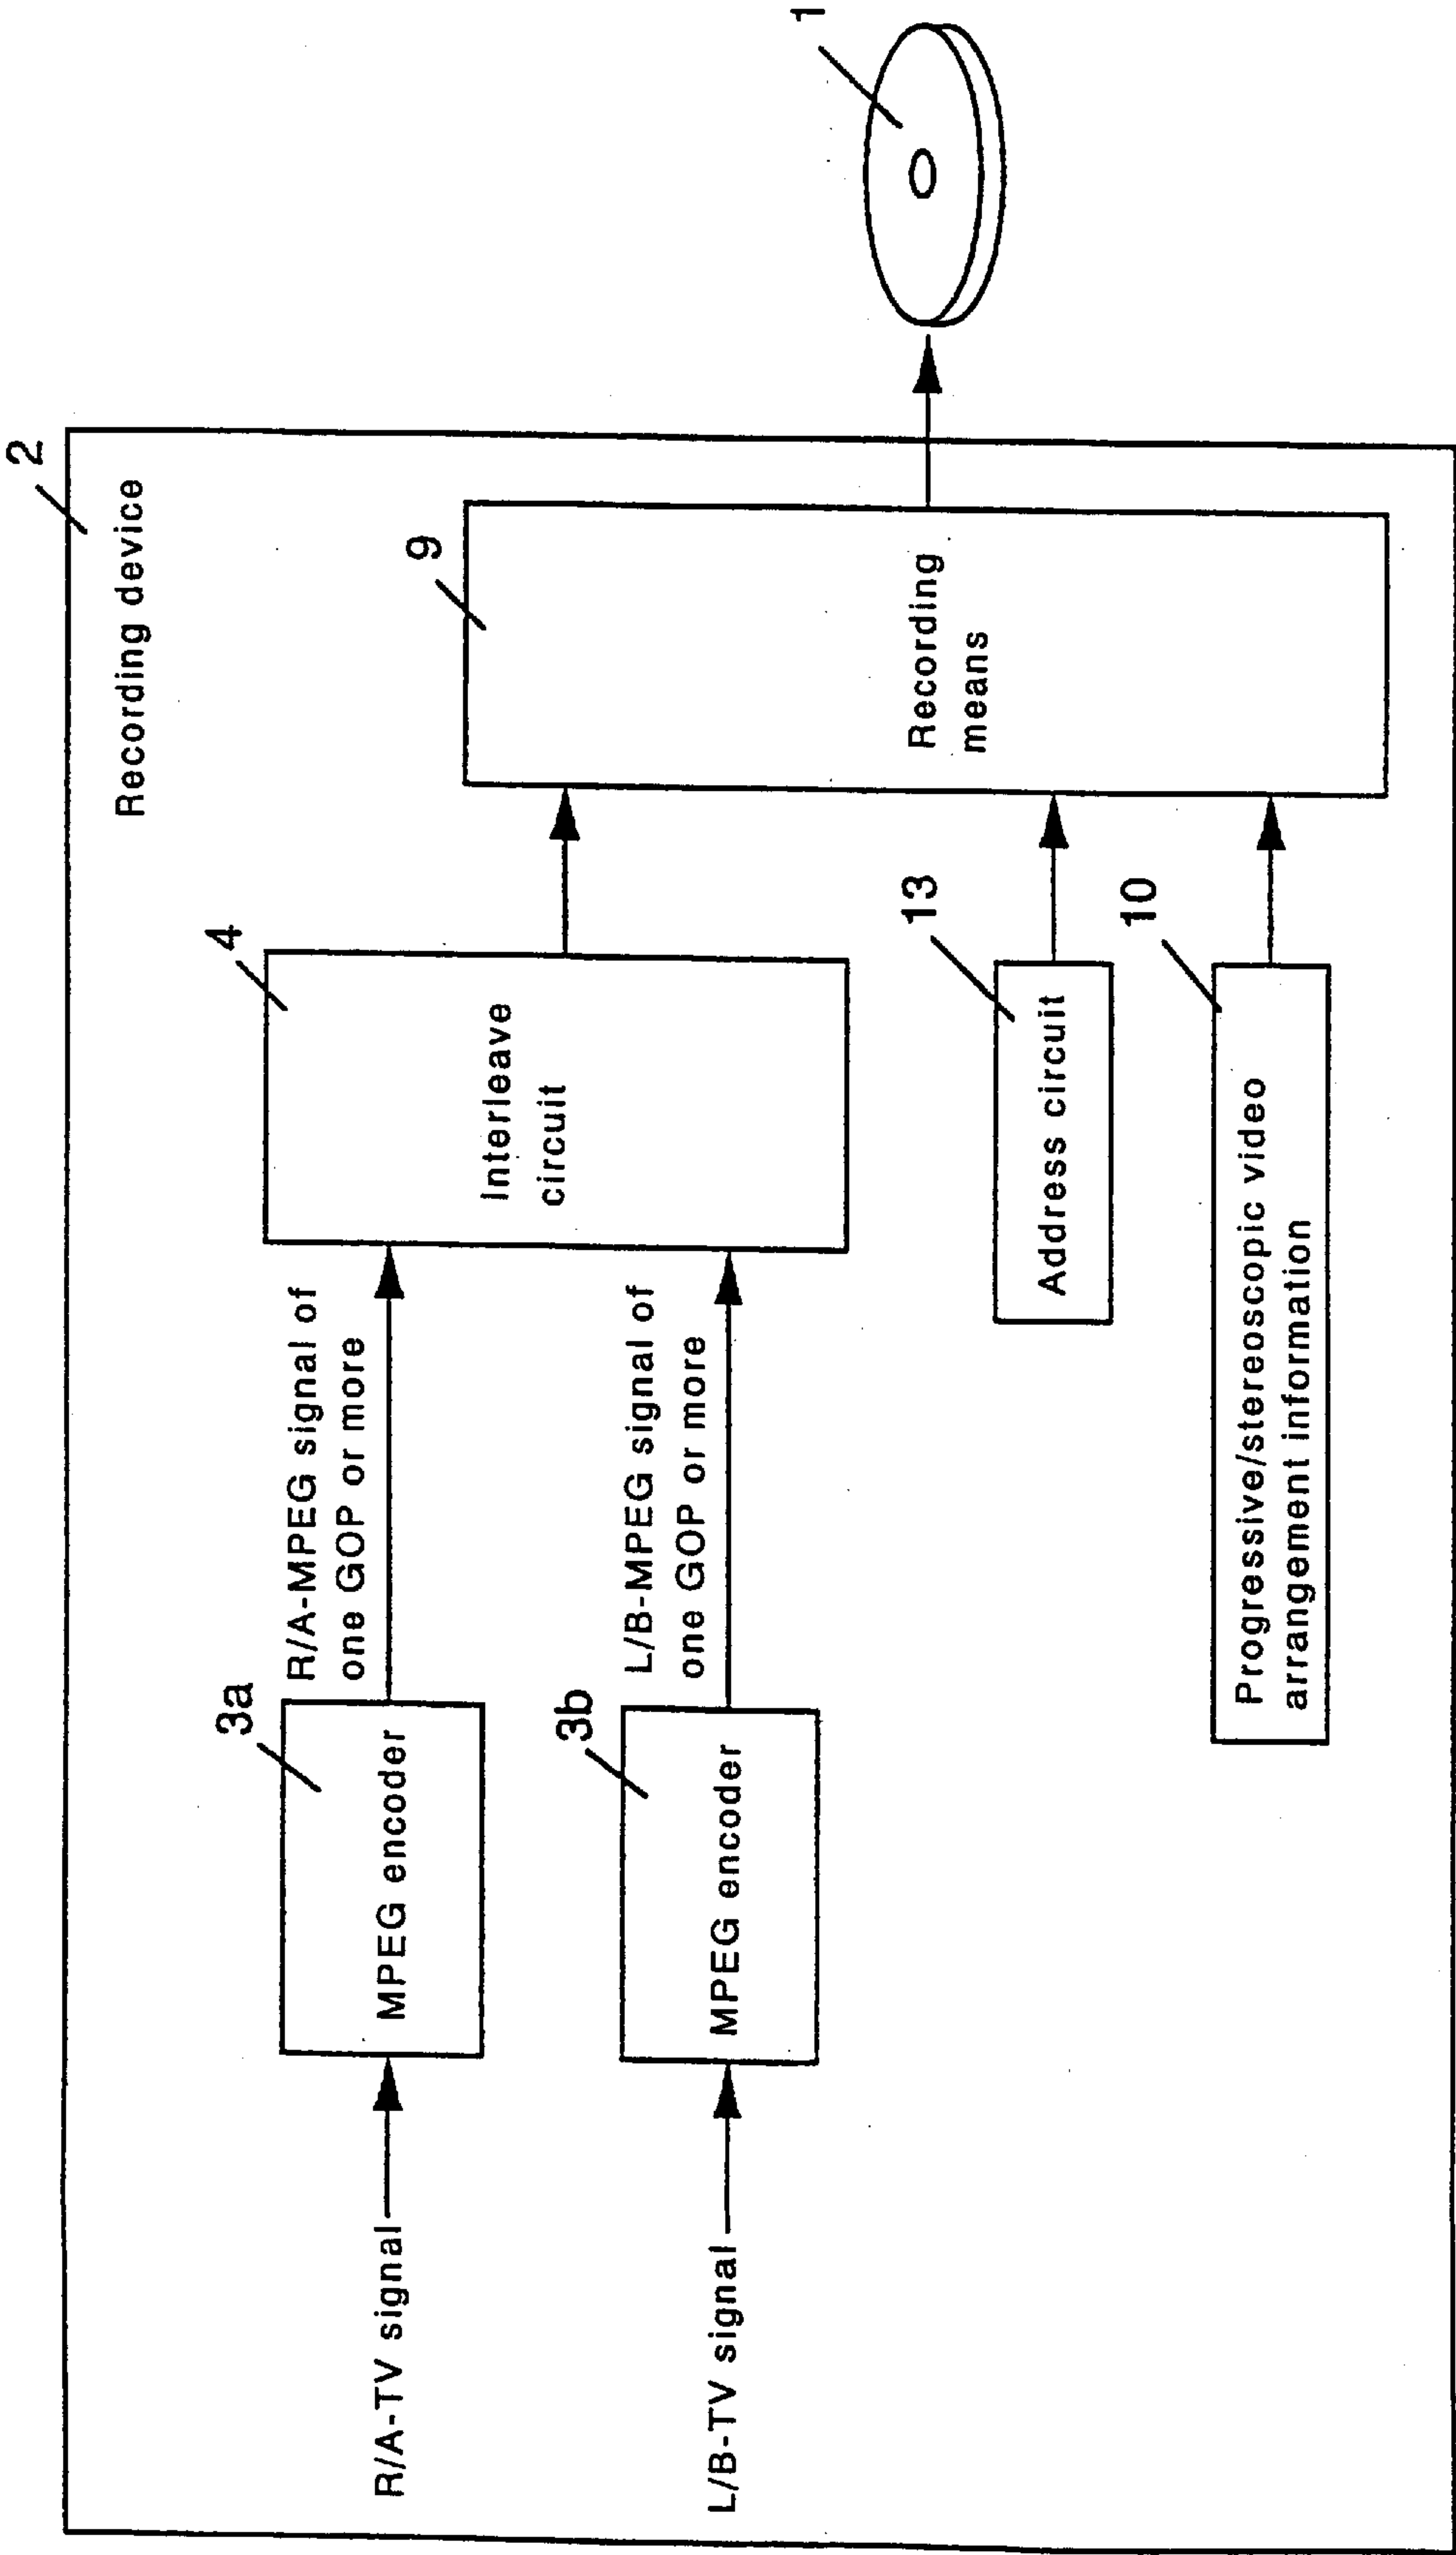 2
Recording device
R/A-TV signal
3a
MPEG encoder
R/A-MPEG signal of
one GOP or more
L/B-TV signal
3b
MPEG encoder
L/B-MPEG signal of
one GOP or more
4
Interleave
circuit
9
Recording
means
1
13
Address circuit
10
Progressive/stereoscopic video
arrangement information